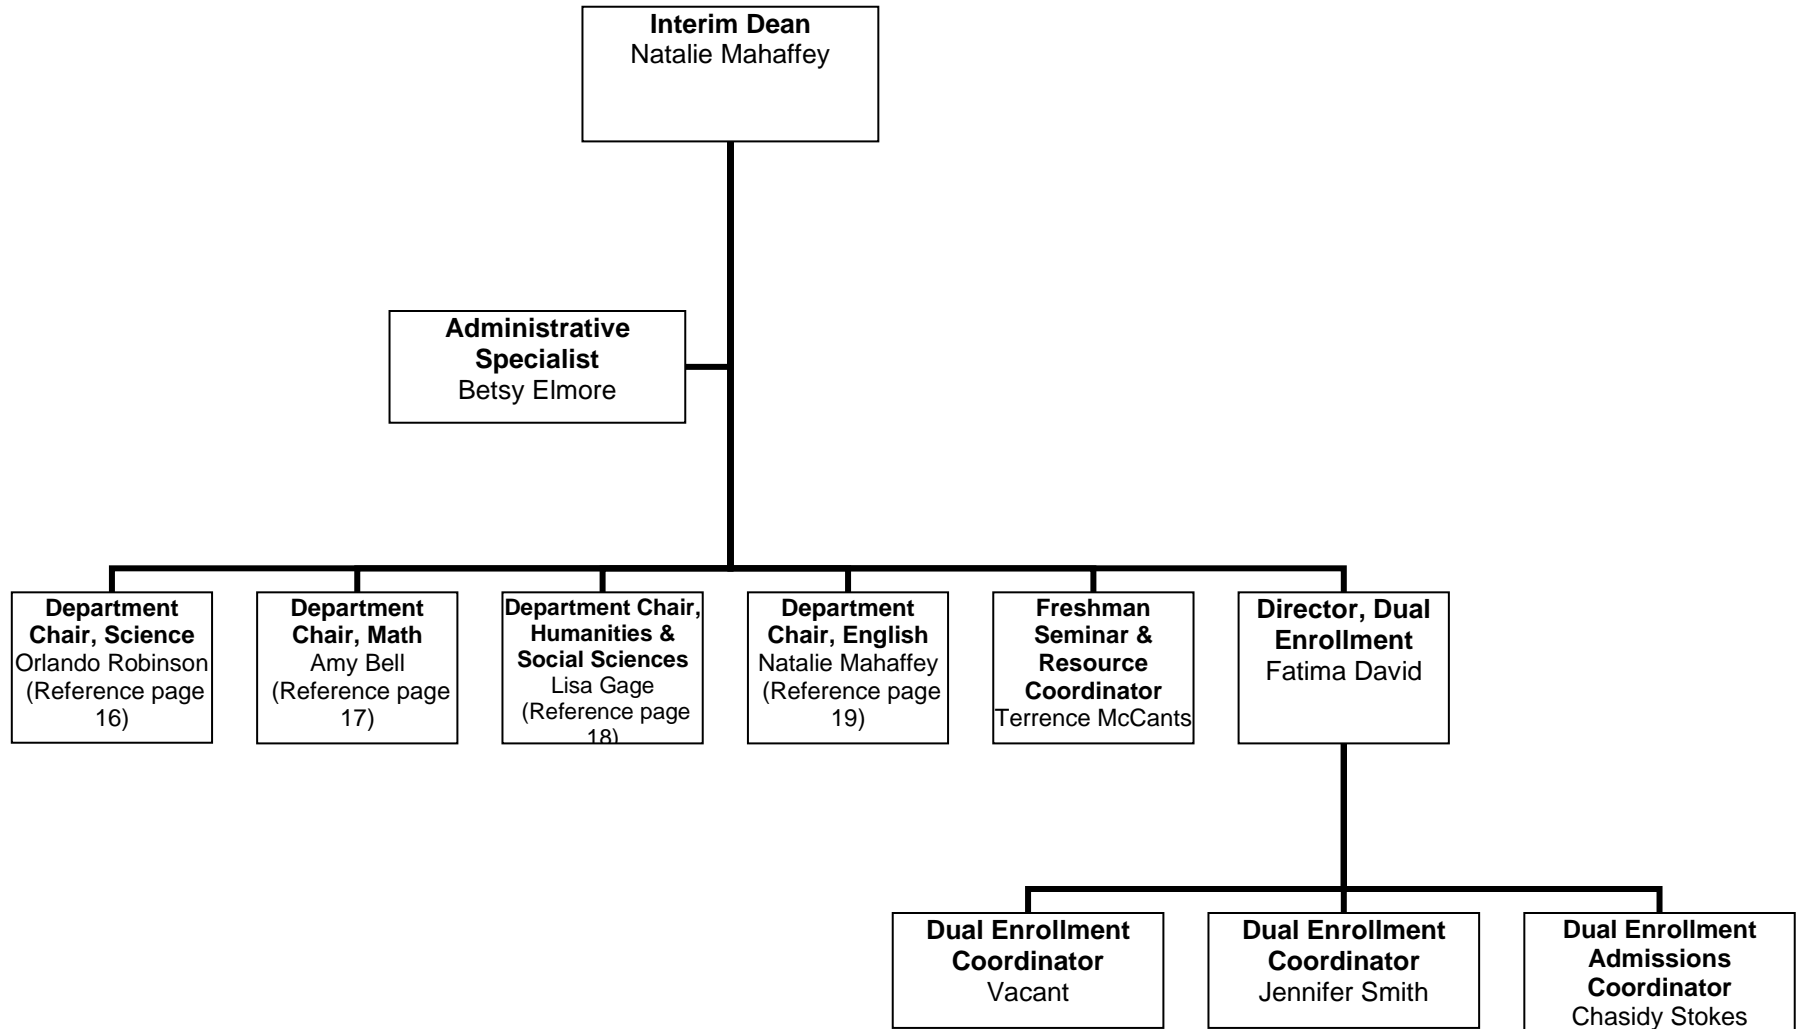 Interim Dean
Natalie Mahaffey
Administrative
Specialist
Betsy Elmore
Department
Chair, Science
Orlando Robinson
(Reference page
16)
Department
Chair, Math
Amy Bell
(Reference page
17)
Department Chair,
Humanities &
Social Sciences
Lisa Gage
(Reference page
18)
Department
Chair, English
Natalie Mahaffey
(Reference page
19)
Freshman
Seminar &
Resource
Coordinator
Terrence McCants
Director, Dual
Enrollment
Fatima David
Dual Enrollment
Coordinator
Vacant
Dual Enrollment
Coordinator
Jennifer Smith
Dual Enrollment
Admissions
Coordinator
Chasidy Stokes